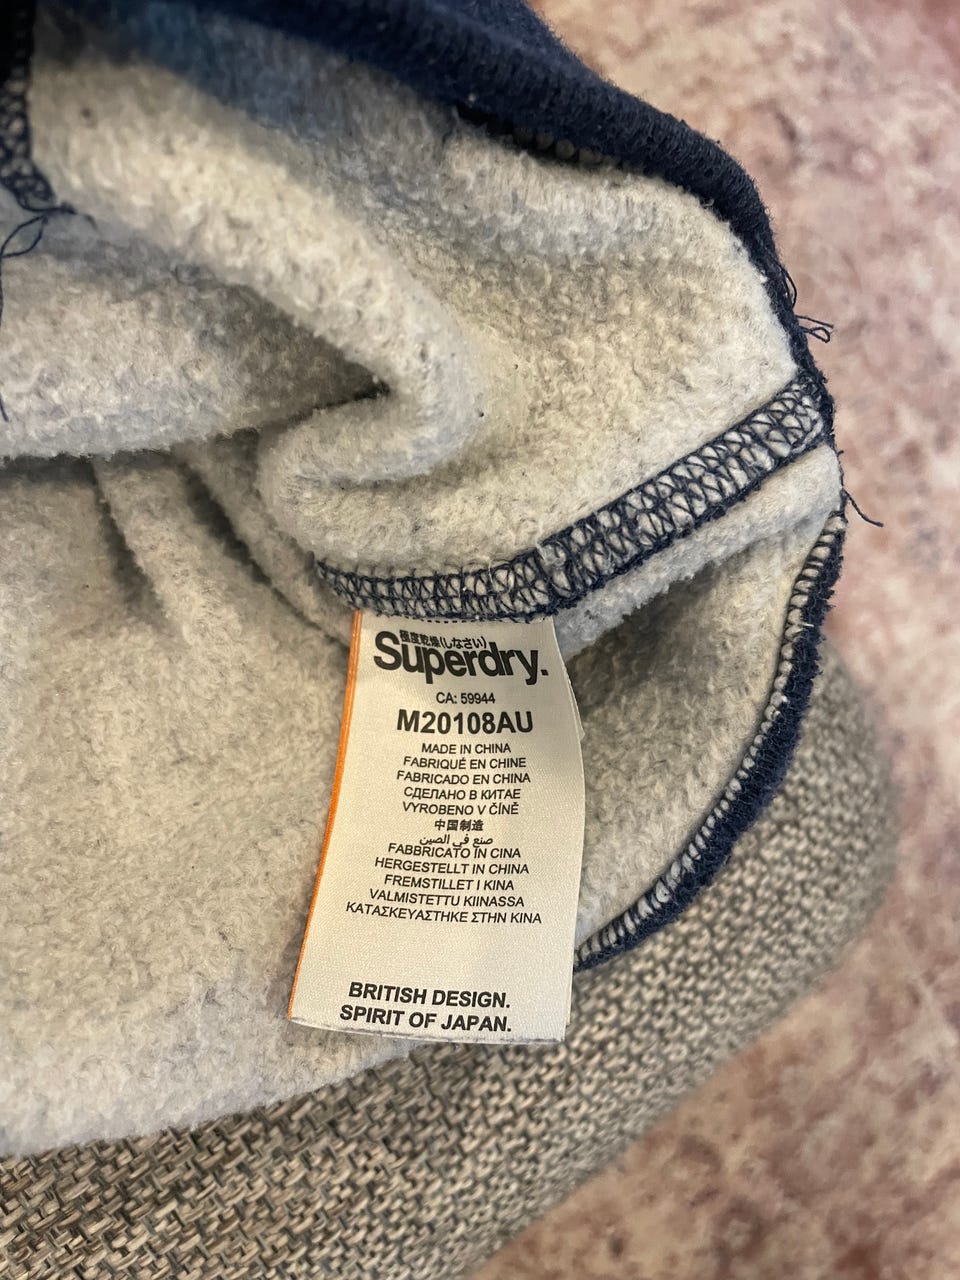 極度乾燥(しなさい)
Superdry.
CA: 59944
M20108AU
MADE IN CHINA
FABRIQUÉ EN CHINE
FABRICADO EN CHINA
СДЕЛАНО В КИТАЕ
VYROBENO V ČÍNĚ
中国制造
صنع في الصين
FABBRICATO IN CINA
HERGESTELLT IN CHINA
FREMSTILLET I KINA
VALMISTETTU KIINASSA
ΚΑΤΑΣΚΕΥΑΣΤΗΚΕ ΣΤΗΝ ΚΙΝΑ
BRITISH DESIGN.
SPIRIT OF JAPAN.